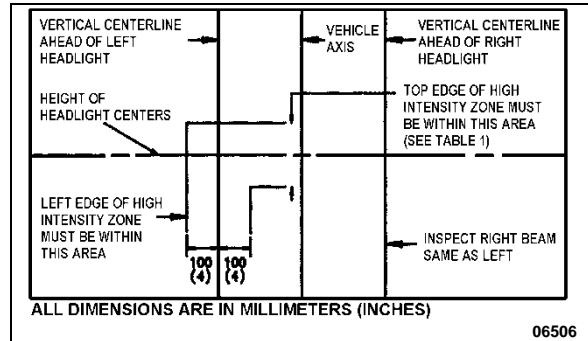 VERTICAL CENTERLINE
AHEAD OF LEFT
HEADLIGHT
VEHICLE
AXIS
VERTICAL CENTERLINE
AHEAD OF RIGHT
HEADLIGHT
HEIGHT OF
HEADLIGHT CENTERS
TOP EDGE OF HIGH
INTENSITY ZONE MUST
BE WITHIN THIS AREA
(SEE TABLE 1)
LEFT EDGE OF HIGH
INTENSITY ZONE
MUST BE WITHIN
THIS AREA
100
(4)
100
(4)
INSPECT RIGHT BEAM
SAME AS LEFT
ALL DIMENSIONS ARE IN MILLIMETERS (INCHES)
06506